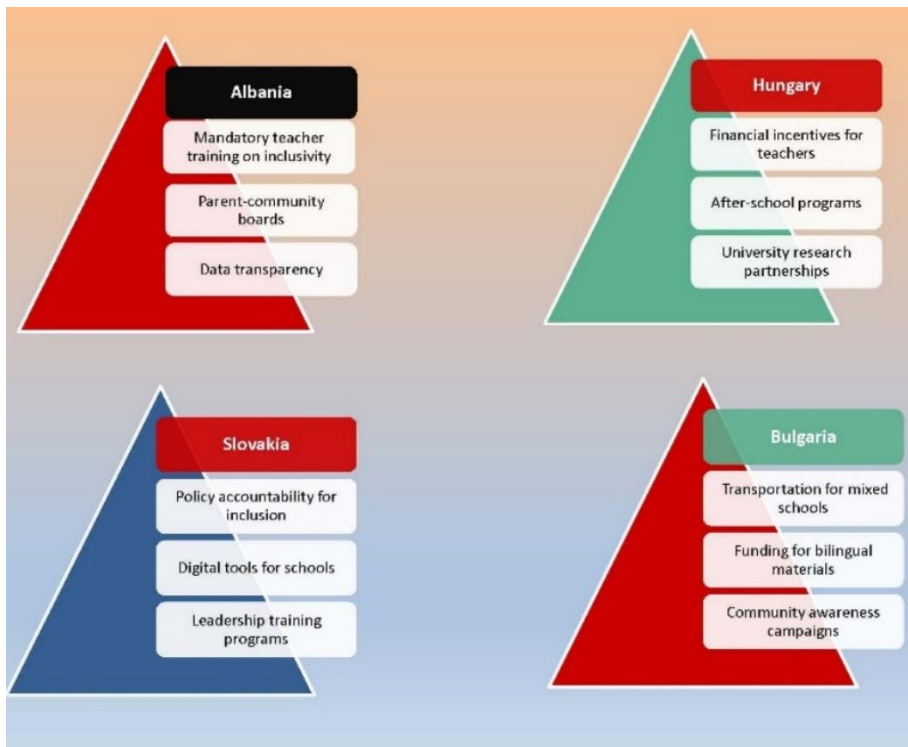 Albania
Mandatory teacher
training on inclusivity
Parent-community
boards
Data transparency
Hungary
Financial incentives for
teachers
After-school programs
University research
partnerships
Slovakia
Policy accountability for
inclusion
Digital tools for schools
Leadership training
programs
Bulgaria
Transportation for mixed
schools
Funding for bilingual
materials
Community awareness
campaigns